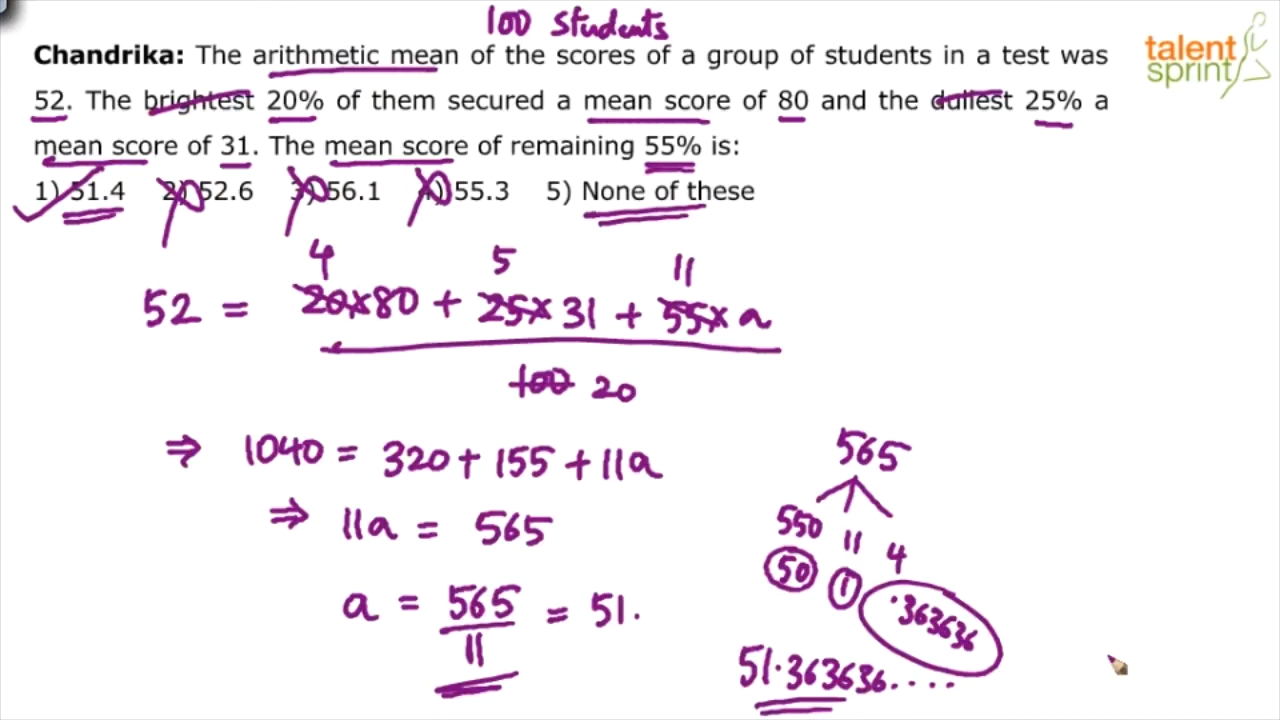 100 students
talent
sprint
Chandrika: The arithmetic mean of the scores of a group of students in a test was
52. The brightest 20% of them secured a mean score of 80 and the dullest 25% a
mean score of 31. The mean score of remaining 55% is:
1) 51.4 2) 52.6 3) 56.1 4) 55.3 5) None of these
4 5 11
52 = 20×80 + 25×31 + 55×a
100 20
⇒ 1040 = 320 + 155 + 11a
⇒ 11a = 565
a = 565 = 51.
11
565
550 11 4
50 1 .363636
51.363636....